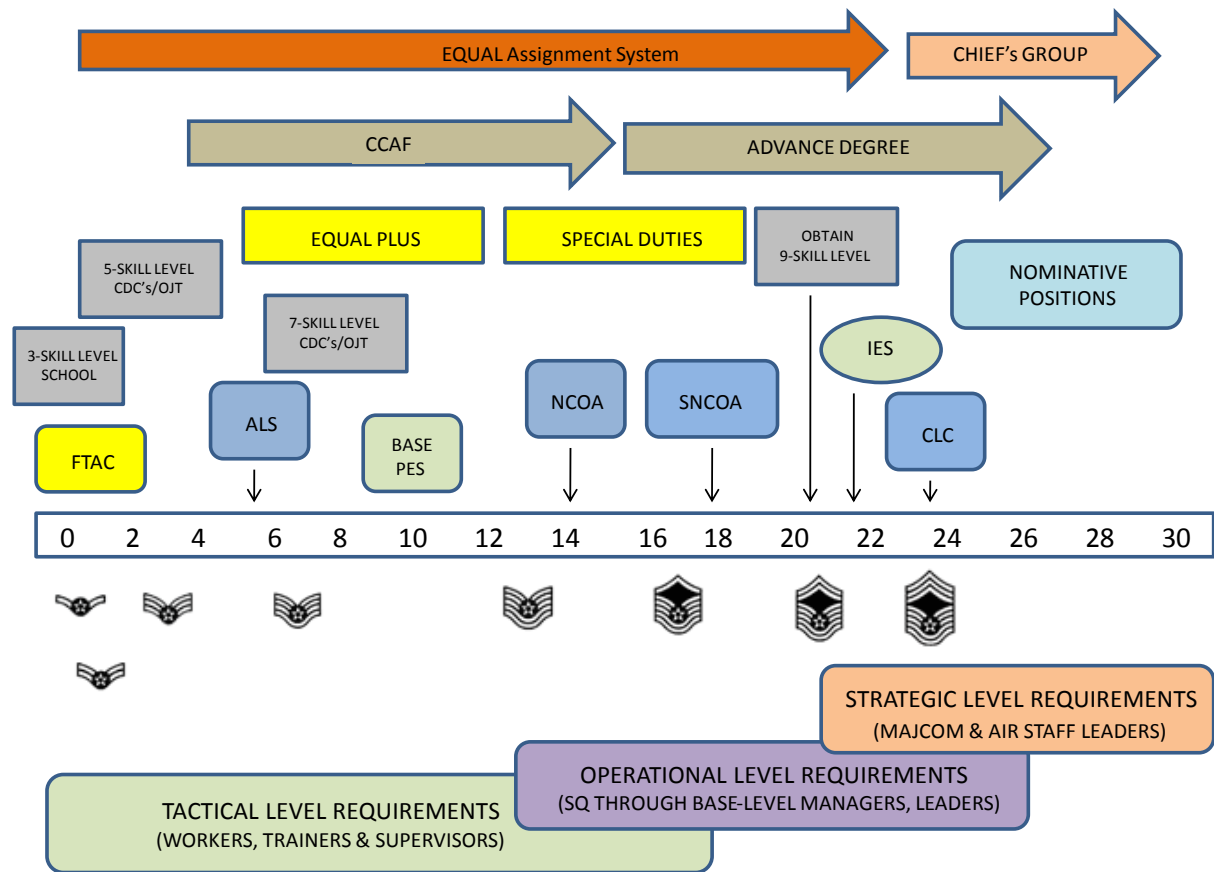 EQUAL Assignment System
CHIEF's GROUP
CCAF
ADVANCE DEGREE
EQUAL PLUS
SPECIAL DUTIES
OBTAIN
9-SKILL LEVEL
5-SKILL LEVEL
CDC's/OJT
NOMINATIVE
POSITIONS
7-SKILL LEVEL
CDC's/OJT
3-SKILL LEVEL
SCHOOL
IES
ALS
NCOA
SNCOA
CLC
FTAC
BASE
PES
0 2 4 6 8 10 12 14 16 18 20 22 24 26 28 30
STRATEGIC LEVEL REQUIREMENTS
(MAJCOM & AIR STAFF LEADERS)
OPERATIONAL LEVEL REQUIREMENTS
(SQ THROUGH BASE-LEVEL MANAGERS, LEADERS)
TACTICAL LEVEL REQUIREMENTS
(WORKERS, TRAINERS & SUPERVISORS)